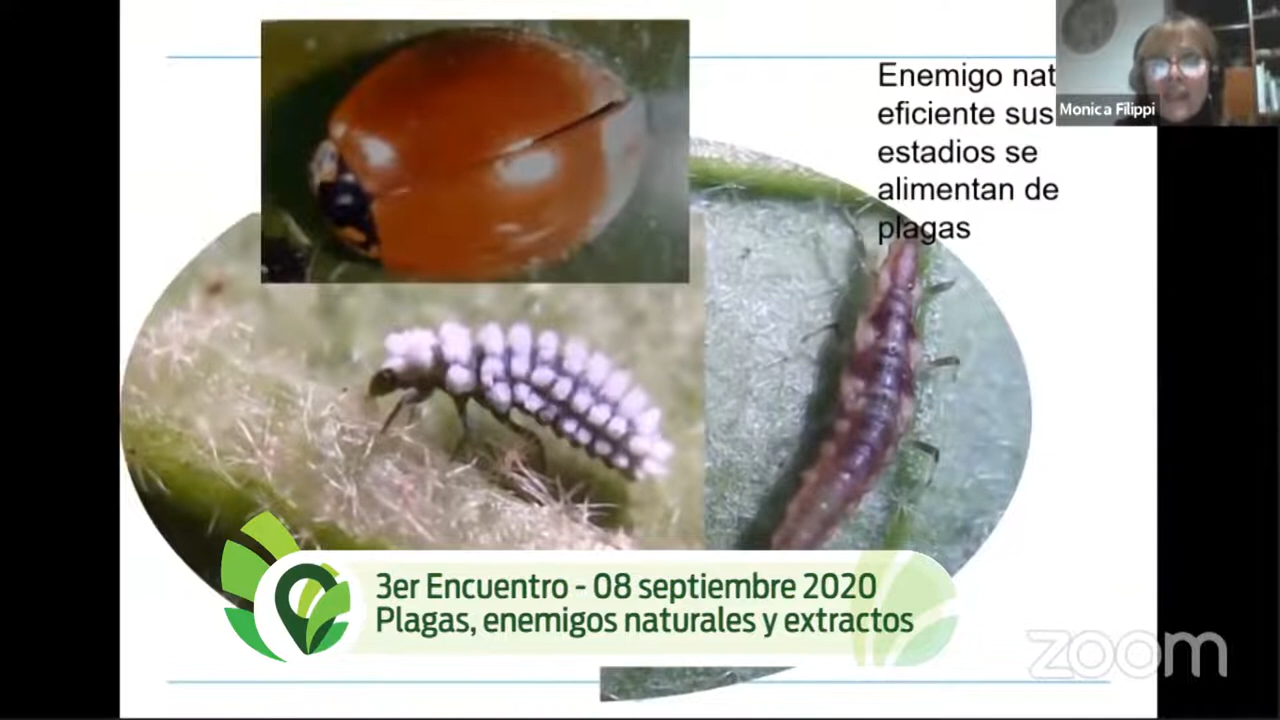 Enemigo nat
eficiente sus
estadios se
alimentan de
plagas
Monica Filippi
3er Encuentro - 08 septiembre 2020
Plagas, enemigos naturales y extractos
zoom